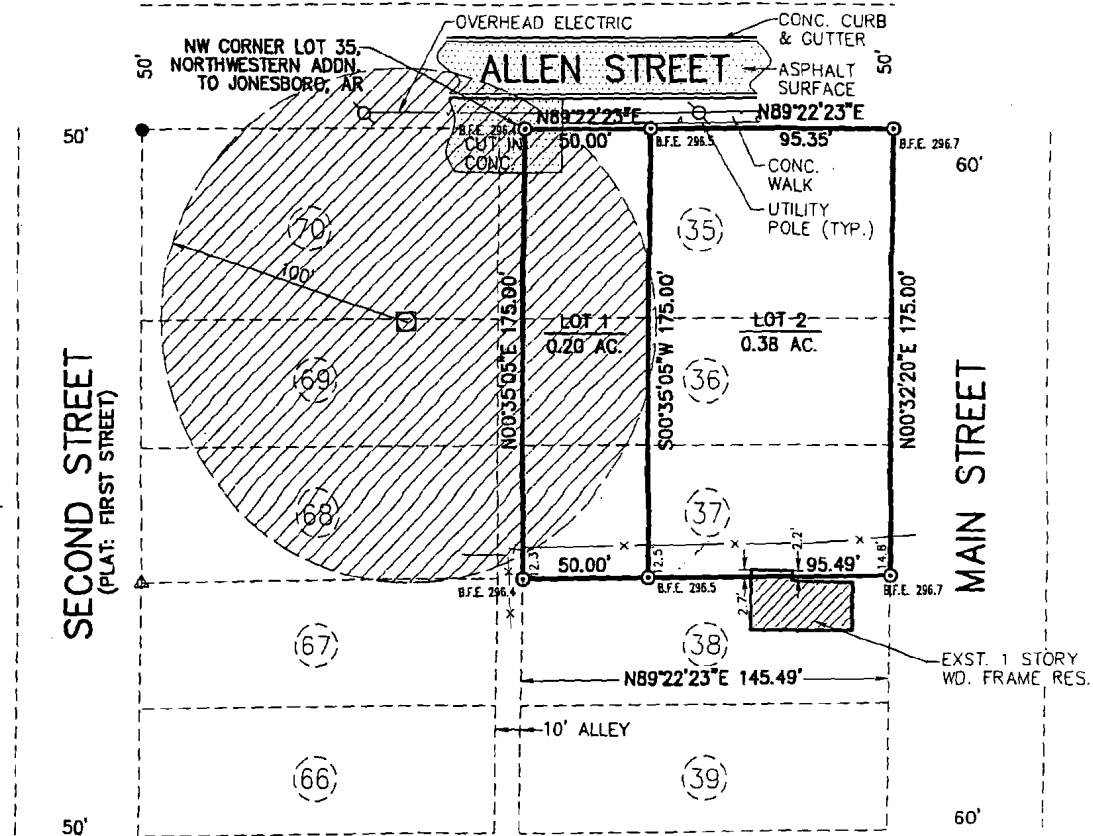 OVERHEAD ELECTRIC
CONC. CURB
& GUTTER
NW CORNER LOT 35,
NORTHWESTERN ADDN.
TO JONESBORO, AR
ALLEN STREET
ASPHALT
SURFACE
50'
50'
50'
N89°22'23"E
N89°22'23"E
B.F.E. 296.4
50.00'
B.F.E. 296.5
95.35'
B.F.E. 296.7
CUT IN
CONC.
CONC.
WALK
60'
UTILITY
POLE (TYP.)
70
35
100'
N00°35'05"E 175.00'
LOT 1
0.20 AC.
S00°35'05"W 175.00'
LOT 2
0.38 AC.
N00°32'20"E 175.00'
69
36
SECOND STREET
(PLAT: FIRST STREET)
MAIN STREET
68
37
2.2'
12.3'
50.00'
12.5'
95.49'
14.8'
B.F.E. 296.4
B.F.E. 296.5
B.F.E. 296.7
2.7'
67
38
EXST. 1 STORY
WD. FRAME RES.
N89°22'23"E 145.49'
10' ALLEY
66
39
50'
60'